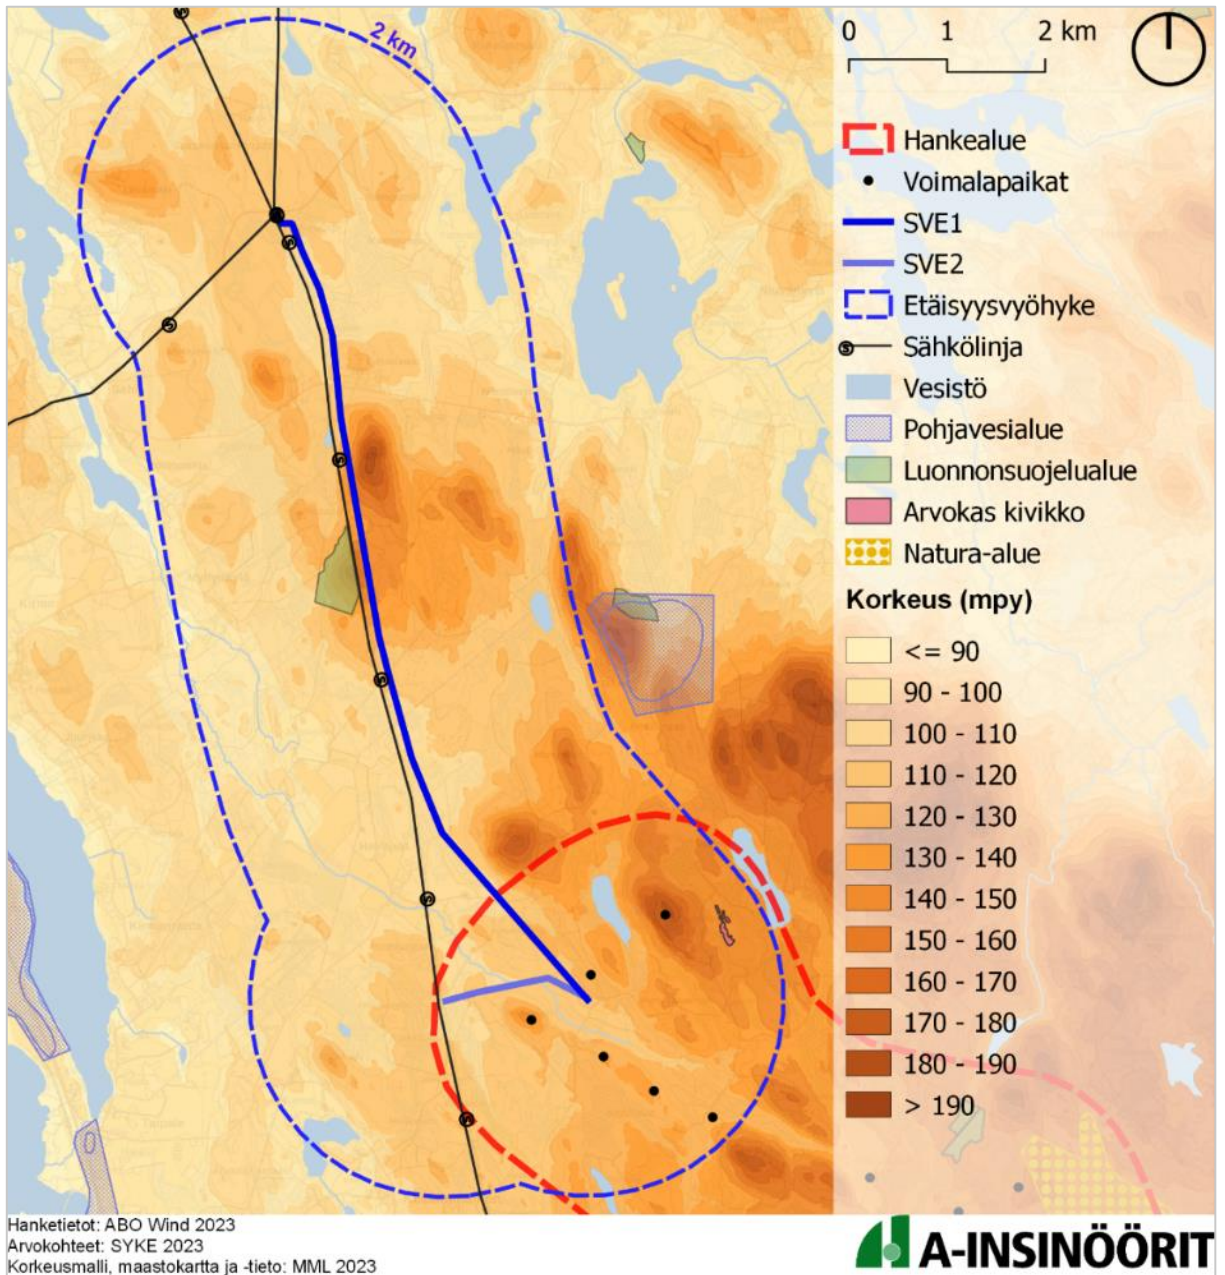 2 km
0 1 2 km
Hankealue
Voimalapaikat
SVE1
SVE2
Etäisyysvyöhyke
Sähkölinja
Vesistö
Pohjavesialue
Luonnonsuojelualue
Arvokas kivikko
Natura-alue
Korkeus (mpy)
<= 90
90 - 100
100 - 110
110 - 120
120 - 130
130 - 140
140 - 150
150 - 160
160 - 170
170 - 180
180 - 190
> 190
Hanketiedot: ABO Wind 2023
Arvokohteet: SYKE 2023
Korkeusmalli, maastokartta ja -tieto: MML 2023
A-INSINÖÖRIT